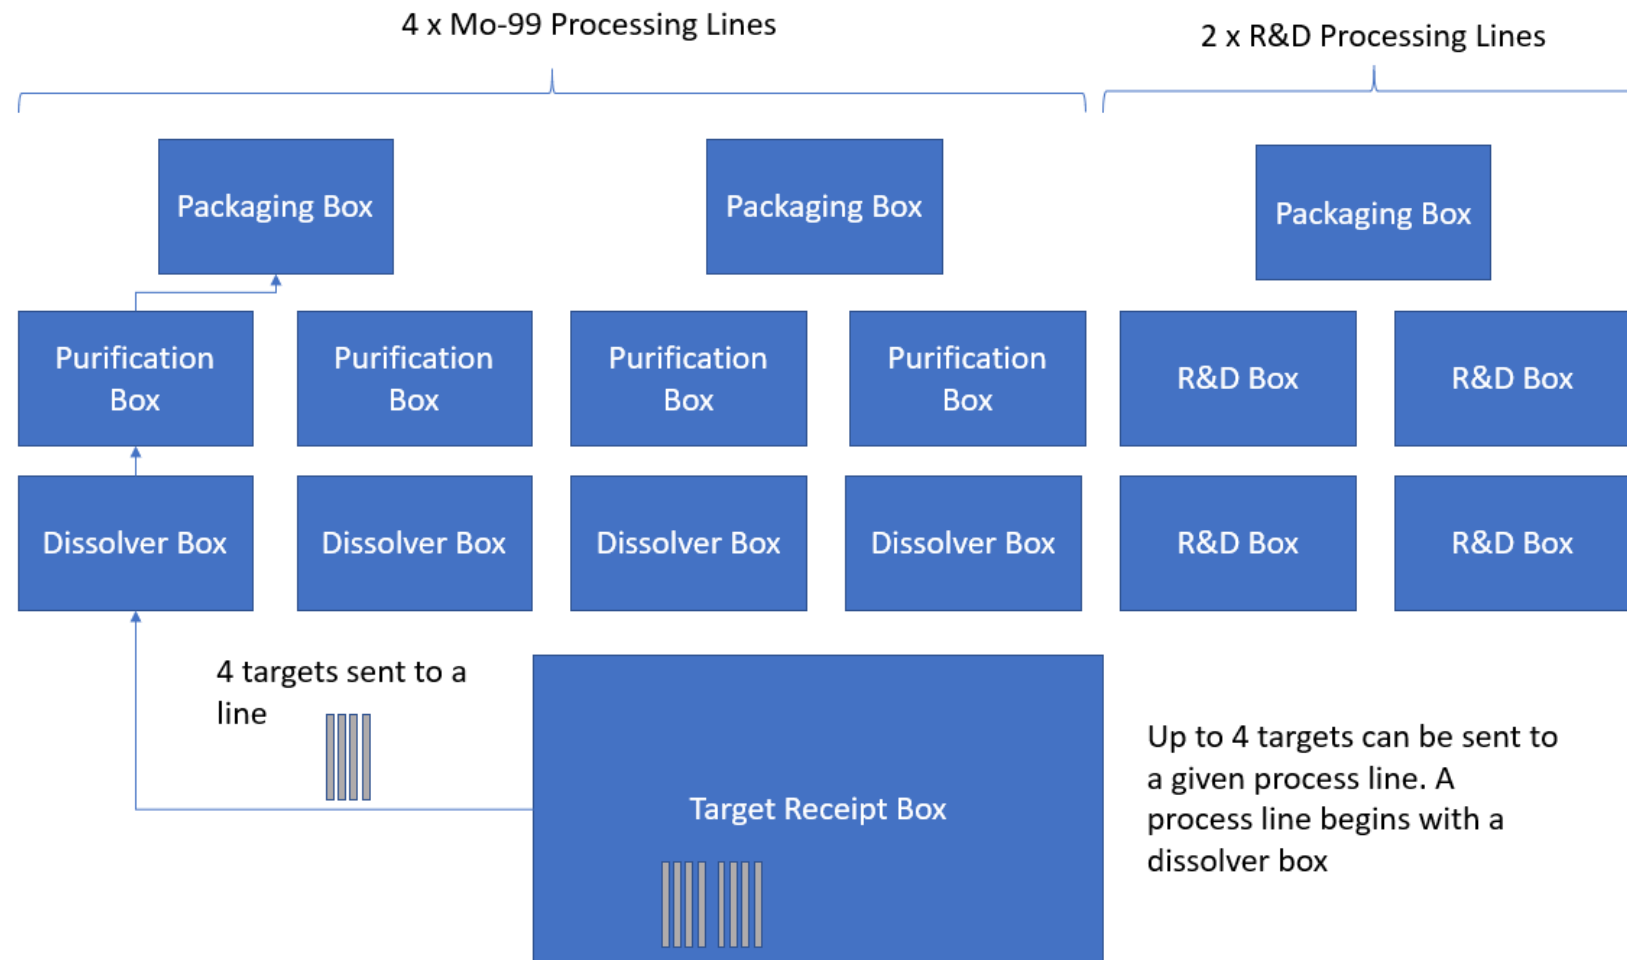 4 x Mo-99 Processing Lines
2 x R&D Processing Lines
Packaging Box
Packaging Box
Packaging Box
Purification
Box
Purification
Box
Purification
Box
Purification
Box
R&D Box
R&D Box
Dissolver Box
Dissolver Box
Dissolver Box
Dissolver Box
R&D Box
R&D Box
4 targets sent to a
line
Target Receipt Box
Up to 4 targets can be sent to
a given process line. A
process line begins with a
dissolver box